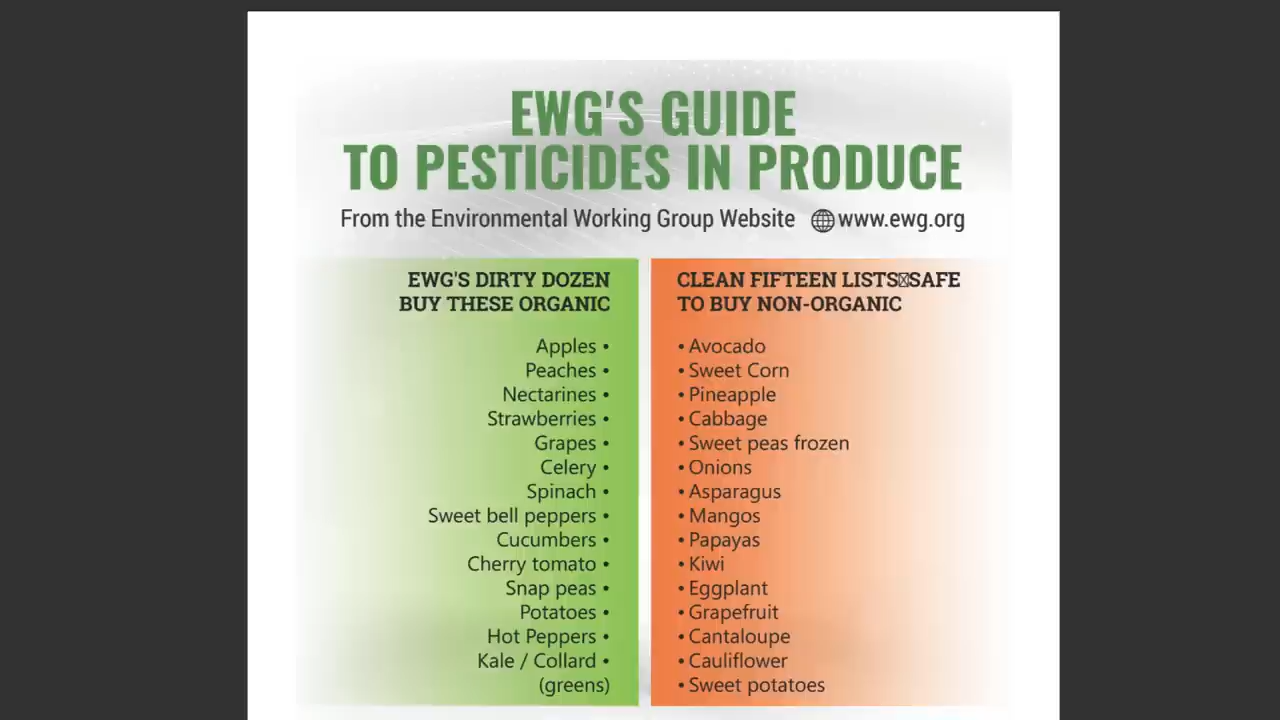 EWG'S GUIDE
TO PESTICIDES IN PRODUCE
From the Environmental Working Group Website www.ewg.org
EWG'S DIRTY DOZEN
BUY THESE ORGANIC
Apples •
Peaches •
Nectarines •
Strawberries •
Grapes •
Celery •
Spinach •
Sweet bell peppers •
Cucumbers •
Cherry tomato •
Snap peas •
Potatoes •
Hot Peppers •
Kale / Collard •
(greens)
CLEAN FIFTEEN LISTS SAFE
TO BUY NON-ORGANIC
• Avocado
• Sweet Corn
• Pineapple
• Cabbage
• Sweet peas frozen
• Onions
• Asparagus
• Mangos
• Papayas
• Kiwi
• Eggplant
• Grapefruit
• Cantaloupe
• Cauliflower
• Sweet potatoes